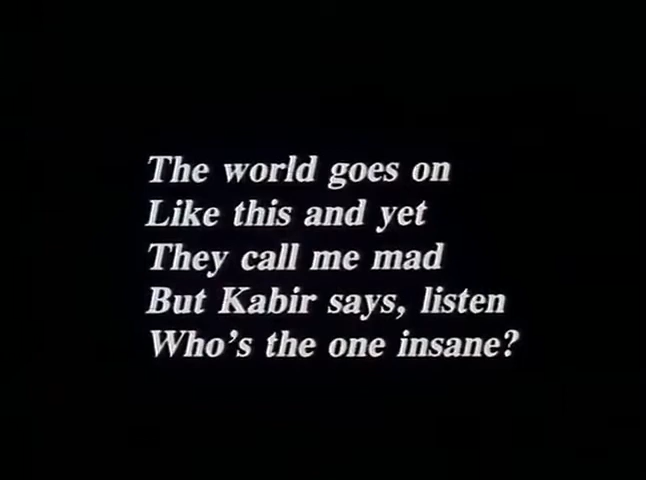 The world goes on
Like this and yet
They call me mad
But Kabir says, listen
Who's the one insane?